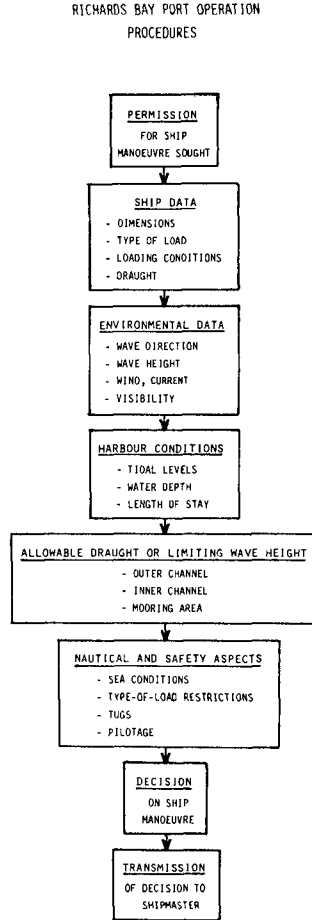 RICHARDS BAY PORT OPERATION
PROCEDURES
PERMISSION
FOR SHIP
MANOEUVRE SOUGHT
SHIP DATA
- DIMENSIONS
- TYPE OF LOAD
- LOADING CONDITIONS
- DRAUGHT
ENVIRONMENTAL DATA
- WAVE DIRECTION
- WAVE HEIGHT
- WIND, CURRENT
- VISIBILITY
HARBOUR CONDITIONS
- TIDAL LEVELS
- WATER DEPTH
- LENGTH OF STAY
ALLOWABLE DRAUGHT OR LIMITING WAVE HEIGHT
- OUTER CHANNEL
- INNER CHANNEL
- MOORING AREA
NAUTICAL AND SAFETY ASPECTS
- SEA CONDITIONS
- TYPE-OF-LOAD RESTRICTIONS
- TUGS
- PILOTAGE
DECISION
ON SHIP
MANOEUVRE
TRANSMISSION
OF DECISION TO
SHIPMASTER